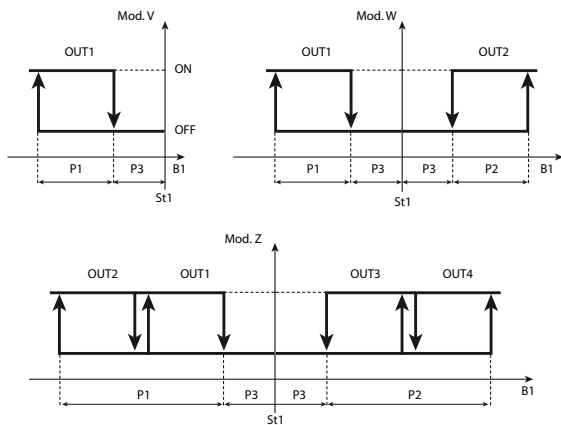 Mod. V
OUT1
ON
OFF
P1 P3 B1
St1
Mod. W
OUT1 OUT2
P1 P3 P3 P2 B1
St1
Mod. Z
OUT2 OUT1 OUT3 OUT4
P1 P3 P3 P2 B1
St1